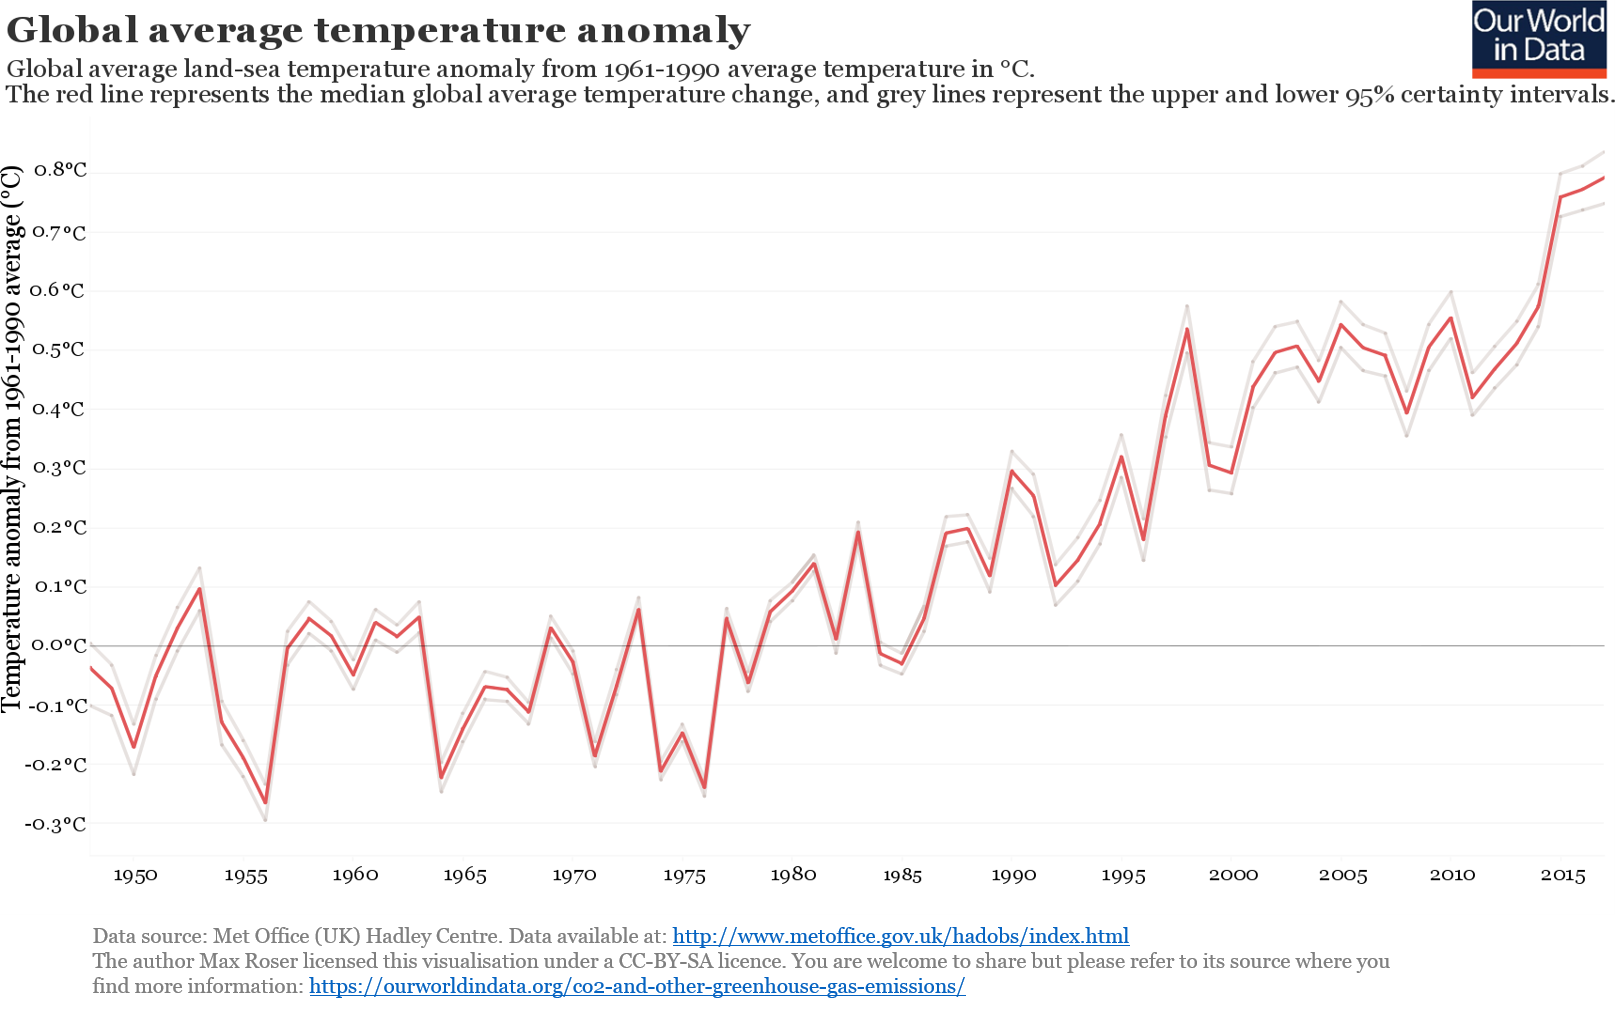 Global average temperature anomaly
Our World
in Data
Global average land-sea temperature anomaly from 1961-1990 average temperature in °C.
The red line represents the median global average temperature change, and grey lines represent the upper and lower 95% certainty intervals.
Temperature anomaly from 1961-1990 average (°C)
0.8°C
0.7°C
0.6°C
0.5°C
0.4°C
0.3°C
0.2°C
0.1°C
0.0°C
-0.1°C
-0.2°C
-0.3°C
1950 1955 1960 1965 1970 1975 1980 1985 1990 1995 2000 2005 2010 2015
Data source: Met Office (UK) Hadley Centre. Data available at: http://www.metoffice.gov.uk/hadobs/index.html
The author Max Roser licensed this visualisation under a CC-BY-SA licence. You are welcome to share but please refer to its source where you
find more information: https://ourworldindata.org/co2-and-other-greenhouse-gas-emissions/